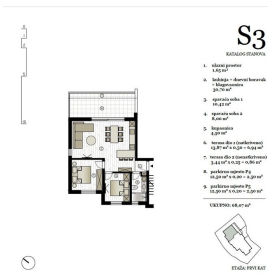 S3
KATALOG STANOVA
1. ulazni prostor
1,65 m²
2. kuhinja + dnevni boravak
+ blagovaonica
30,70 m²
3. spavaća soba 1
10,42 m²
4. spavaća soba 2
8,00 m²
5. kupaonica
4,50 m²
6. terasa dio 1 (natkriveno)
13,87 m² x 0,50 = 6,94 m²
7. terasa dio 2 (nenatkriveno)
3,44 m² x 0,25 = 0,86 m²
8. parkirno mjesto P4
12,50 m² x 0,20 = 2,50 m²
9. parkirno mjesto P5
12,50 m² x 0,20 = 2,50 m²
UKUPNO: 68,07 m²
ETAŽA: PRVI KAT